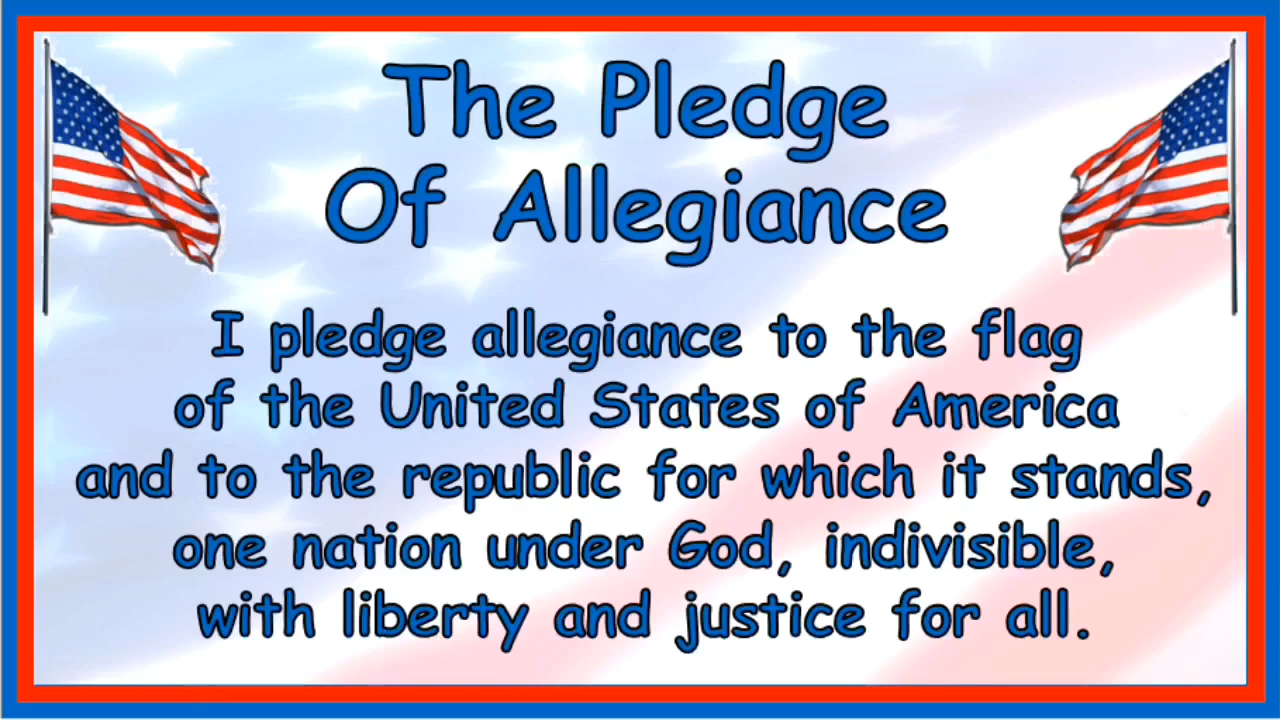 The Pledge
Of Allegiance
I pledge allegiance to the flag
of the United States of America
and to the republic for which it stands,
one nation under God, indivisible,
with liberty and justice for all.